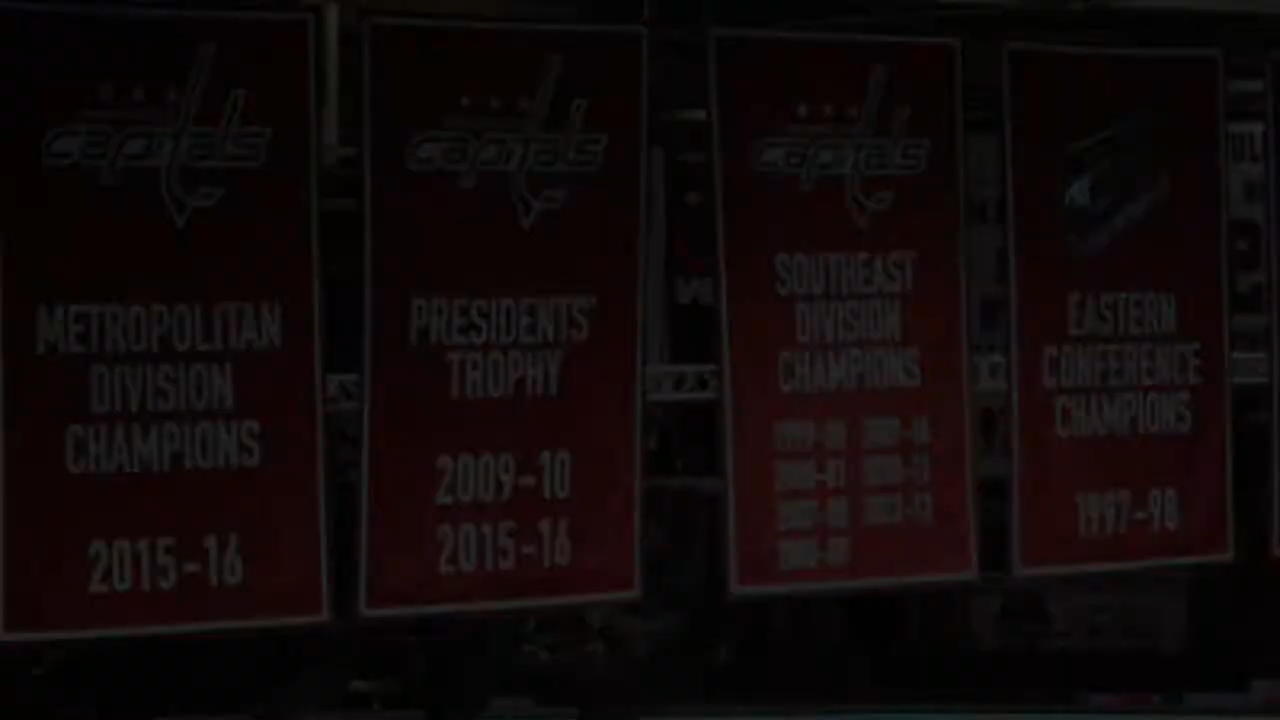 capitals
METROPOLITAN
DIVISION
CHAMPIONS
2015-16
capitals
PRESIDENTS'
TROPHY
2009-10
2015-16
capitals
SOUTHEAST
DIVISION
CHAMPIONS
EASTERN
CONFERENCE
CHAMPIONS
1997-98